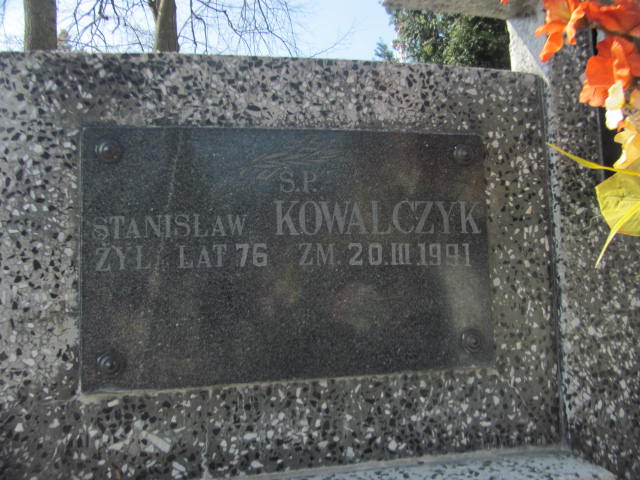 Ś.P.
STANISŁAW KOWALCZYK
ŻYŁ LAT 76 ZM. 20.III.1991